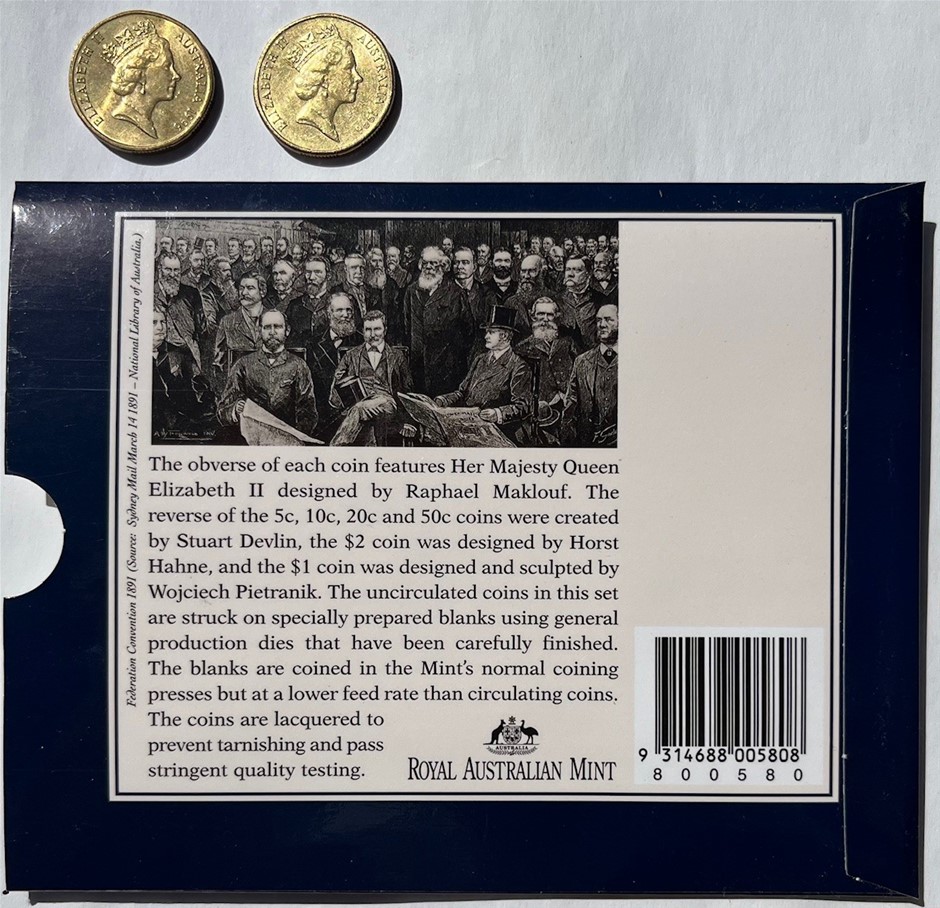 ELIZABETH II AUSTRALIA
ELIZABETH II AUSTRALIA
Federation Convention 1891 (Source: Sydney Mail March 14 1891 – National Library of Australia.)
The obverse of each coin features Her Majesty Queen
Elizabeth II designed by Raphael Maklouf. The
reverse of the 5c, 10c, 20c and 50c coins were created
by Stuart Devlin, the $2 coin was designed by Horst
Hahne, and the $1 coin was designed and sculpted by
Wojciech Pietranik. The uncirculated coins in this set
are struck on specially prepared blanks using general
production dies that have been carefully finished.
The blanks are coined in the Mint's normal coining
presses but at a lower feed rate than circulating coins.
The coins are lacquered to
prevent tarnishing and pass
stringent quality testing.
AUSTRALIA
ROYAL AUSTRALIAN MINT
9 314688 005808
800580